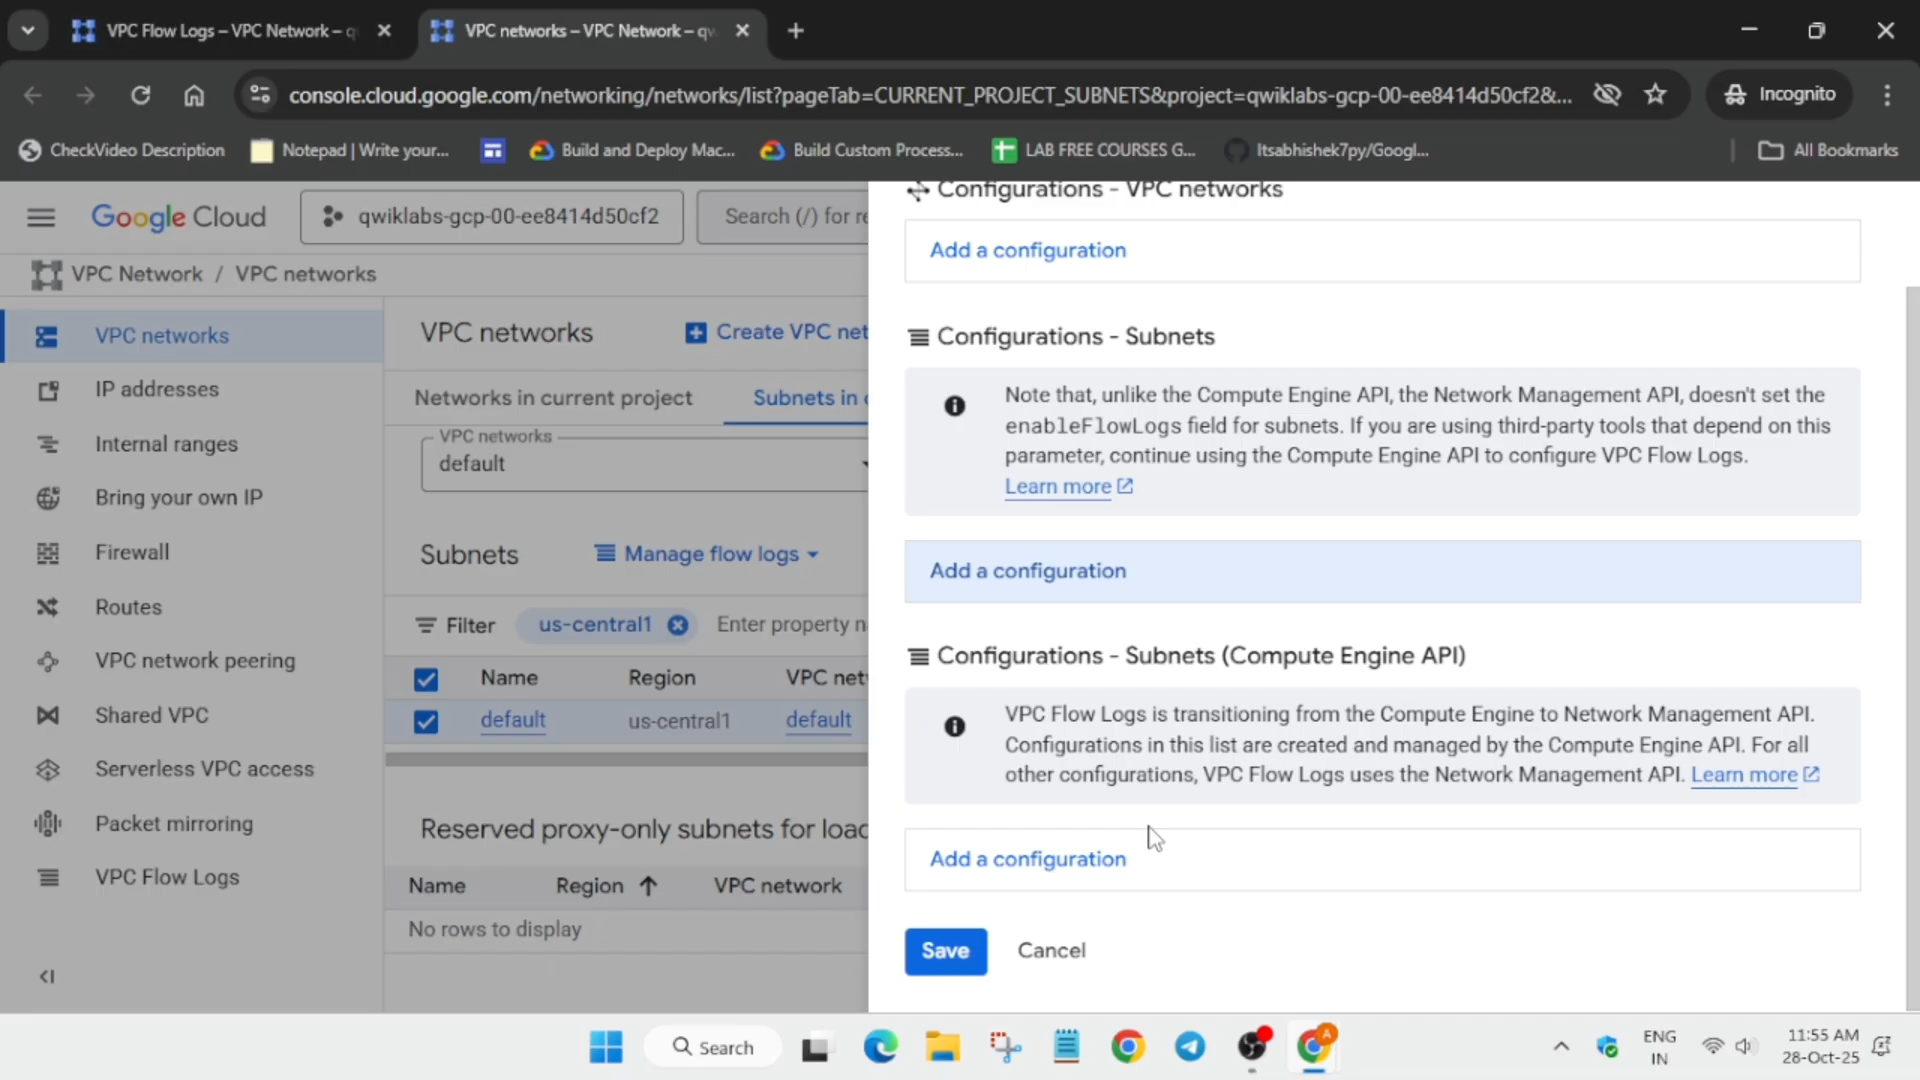 VPC Flow Logs – VPC Network – q
VPC networks – VPC Network – qw
console.cloud.google.com/networking/networks/list?pageTab=CURRENT_PROJECT_SUBNETS&project=qwiklabs-gcp-00-ee8414d50cf2&...
Incognito
CheckVideo Description
Notepad | Write your...
Build and Deploy Mac...
Build Custom Process...
LAB FREE COURSES G...
Itsabhishek7py/Googl...
All Bookmarks
Google Cloud
qwiklabs-gcp-00-ee8414d50cf2
Search (/) for re
VPC Network / VPC networks
VPC networks
IP addresses
Internal ranges
Bring your own IP
Firewall
Routes
VPC network peering
Shared VPC
Serverless VPC access
Packet mirroring
VPC Flow Logs
VPC networks
Create VPC net
Networks in current project
Subnets in c
VPC networks
default
Subnets
Manage flow logs
Filter
us-central1
Enter property n
Name
Region
VPC net
default
us-central1
default
Reserved proxy-only subnets for load
Name
Region
VPC network
No rows to display
Configurations - VPC networks
Add a configuration
Configurations - Subnets
Note that, unlike the Compute Engine API, the Network Management API, doesn't set the
enableFlowLogs field for subnets. If you are using third-party tools that depend on this
parameter, continue using the Compute Engine API to configure VPC Flow Logs.
Learn more
Add a configuration
Configurations - Subnets (Compute Engine API)
VPC Flow Logs is transitioning from the Compute Engine to Network Management API.
Configurations in this list are created and managed by the Compute Engine API. For all
other configurations, VPC Flow Logs uses the Network Management API. Learn more
Add a configuration
Save
Cancel
Search
A
ENG
IN
11:55 AM
28-Oct-25